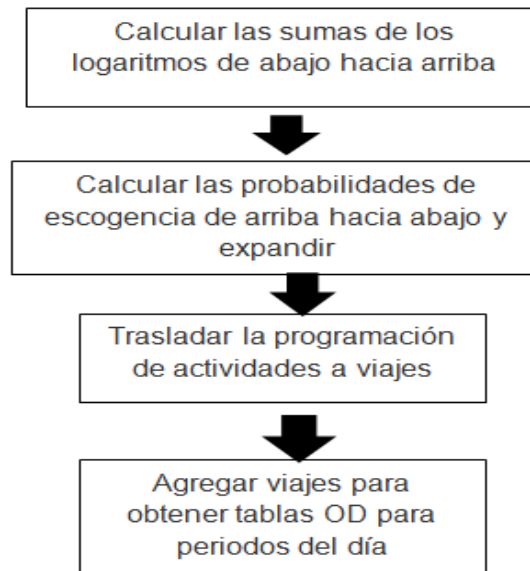 Calcular las sumas de los
logaritmos de abajo hacia arriba
Calcular las probabilidades de
escogencia de arriba hacia abajo y
expandir
Trasladar la programación
de actividades a viajes
Agregar viajes para
obtener tablas OD para
periodos del día